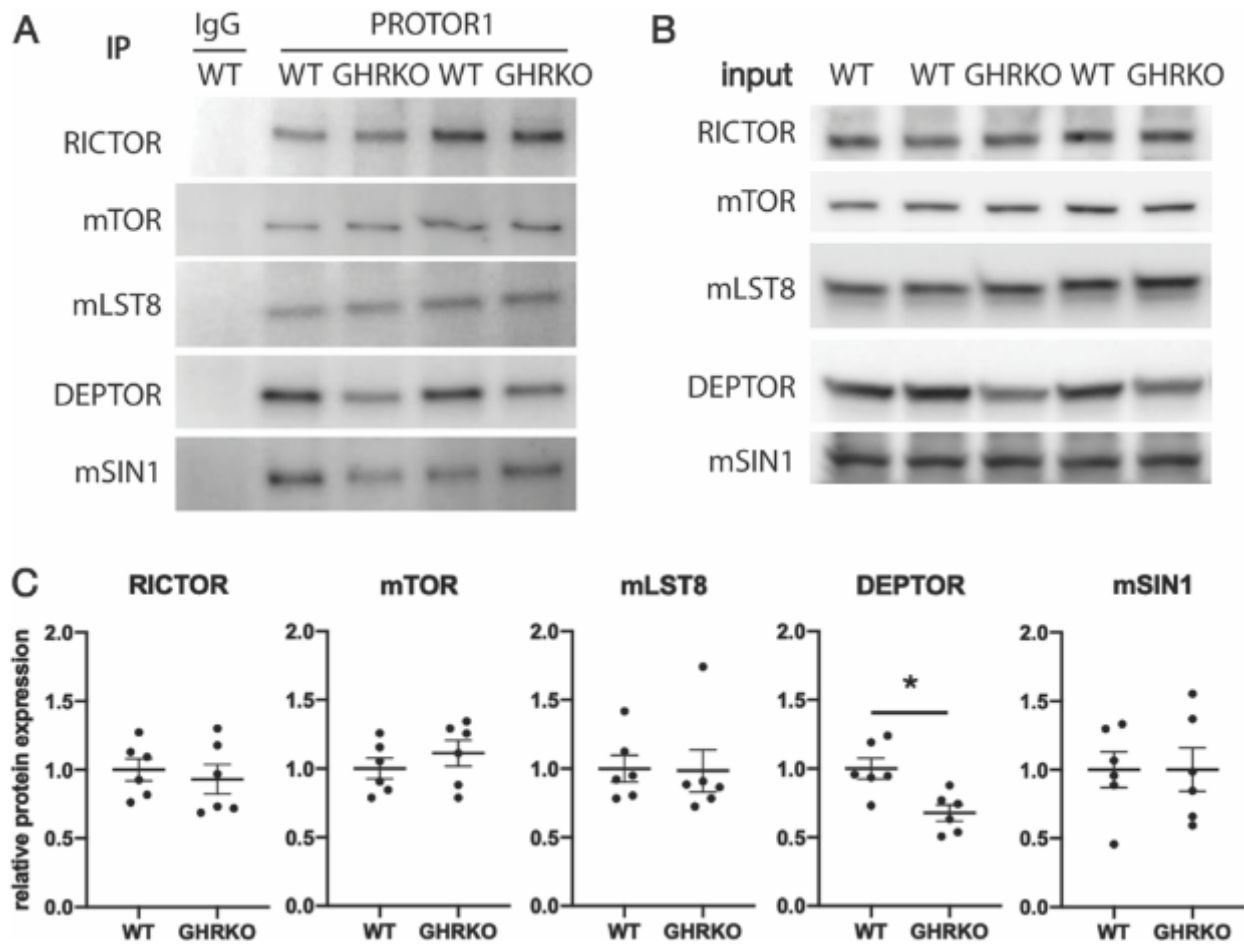 A
IP
IgG PROTOR1
WT WT GHRKO WT GHRKO
RICTOR
mTOR
mLST8
DEPTOR
mSIN1
B
input WT WT GHRKO WT GHRKO
RICTOR
mTOR
mLST8
DEPTOR
mSIN1
C
relative protein expression
RICTOR
2.0
1.5
1.0
0.5
0.0
WT GHRKO
mTOR
2.0
1.5
1.0
0.5
0.0
WT GHRKO
mLST8
2.0
1.5
1.0
0.5
0.0
WT GHRKO
DEPTOR
2.0
1.5
1.0
0.5
0.0
*
WT GHRKO
mSIN1
2.0
1.5
1.0
0.5
0.0
WT GHRKO